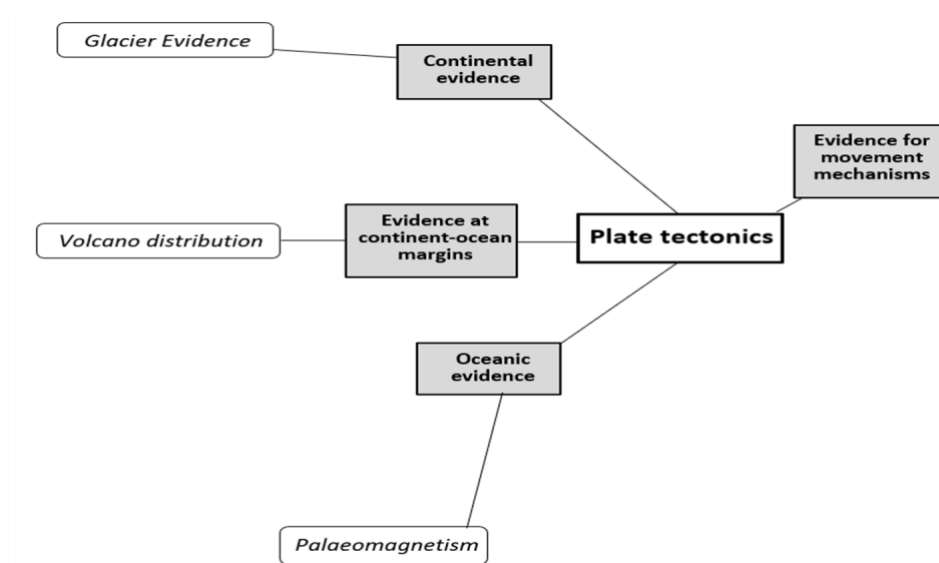 Glacier Evidence
Continental
evidence
Evidence for
movement
mechanisms
Volcano distribution
Evidence at
continent-ocean
margins
Plate tectonics
Oceanic
evidence
Palaeomagnetism